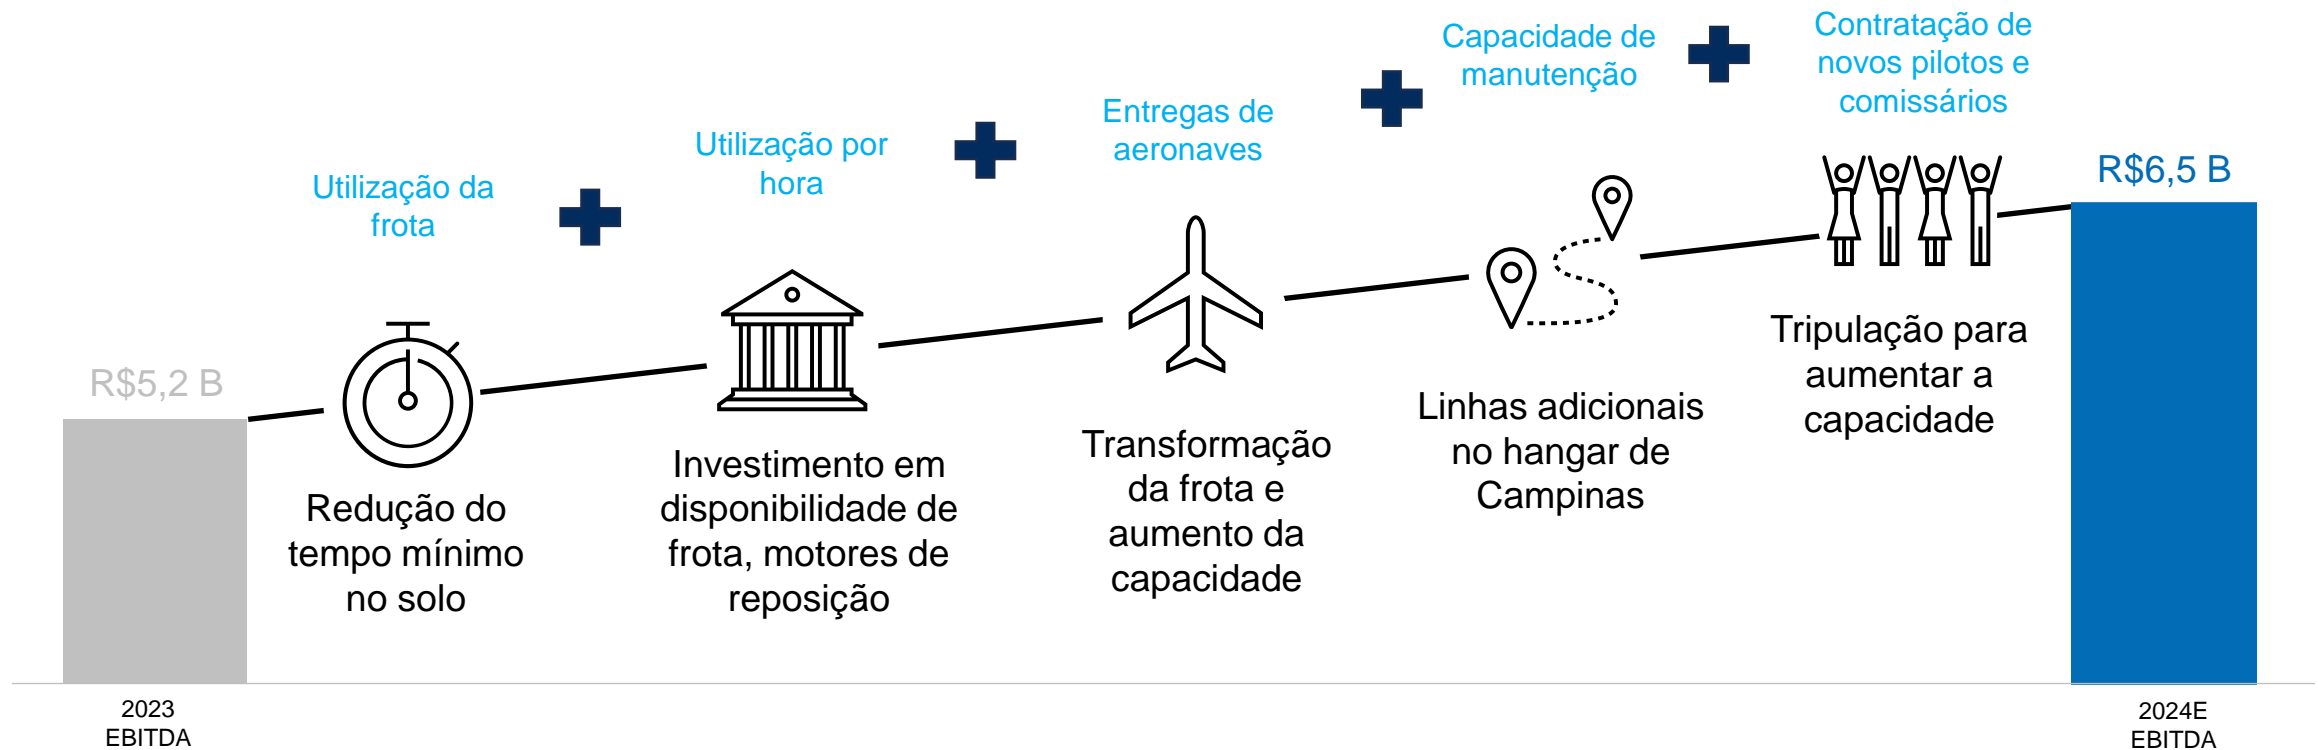 R$5,2 B
2023
EBITDA
Utilização da
frota
Redução do
tempo mínimo
no solo
Utilização por
hora
Investimento em
disponibilidade de
frota, motores de
reposição
Entregas de
aeronaves
Transformação
da frota e
aumento da
capacidade
Capacidade de
manutenção
Linhas adicionais
no hangar de
Campinas
Contratação de
novos pilotos e
comissários
Tripulação para
aumentar a
capacidade
R$6,5 B
2024E
EBITDA